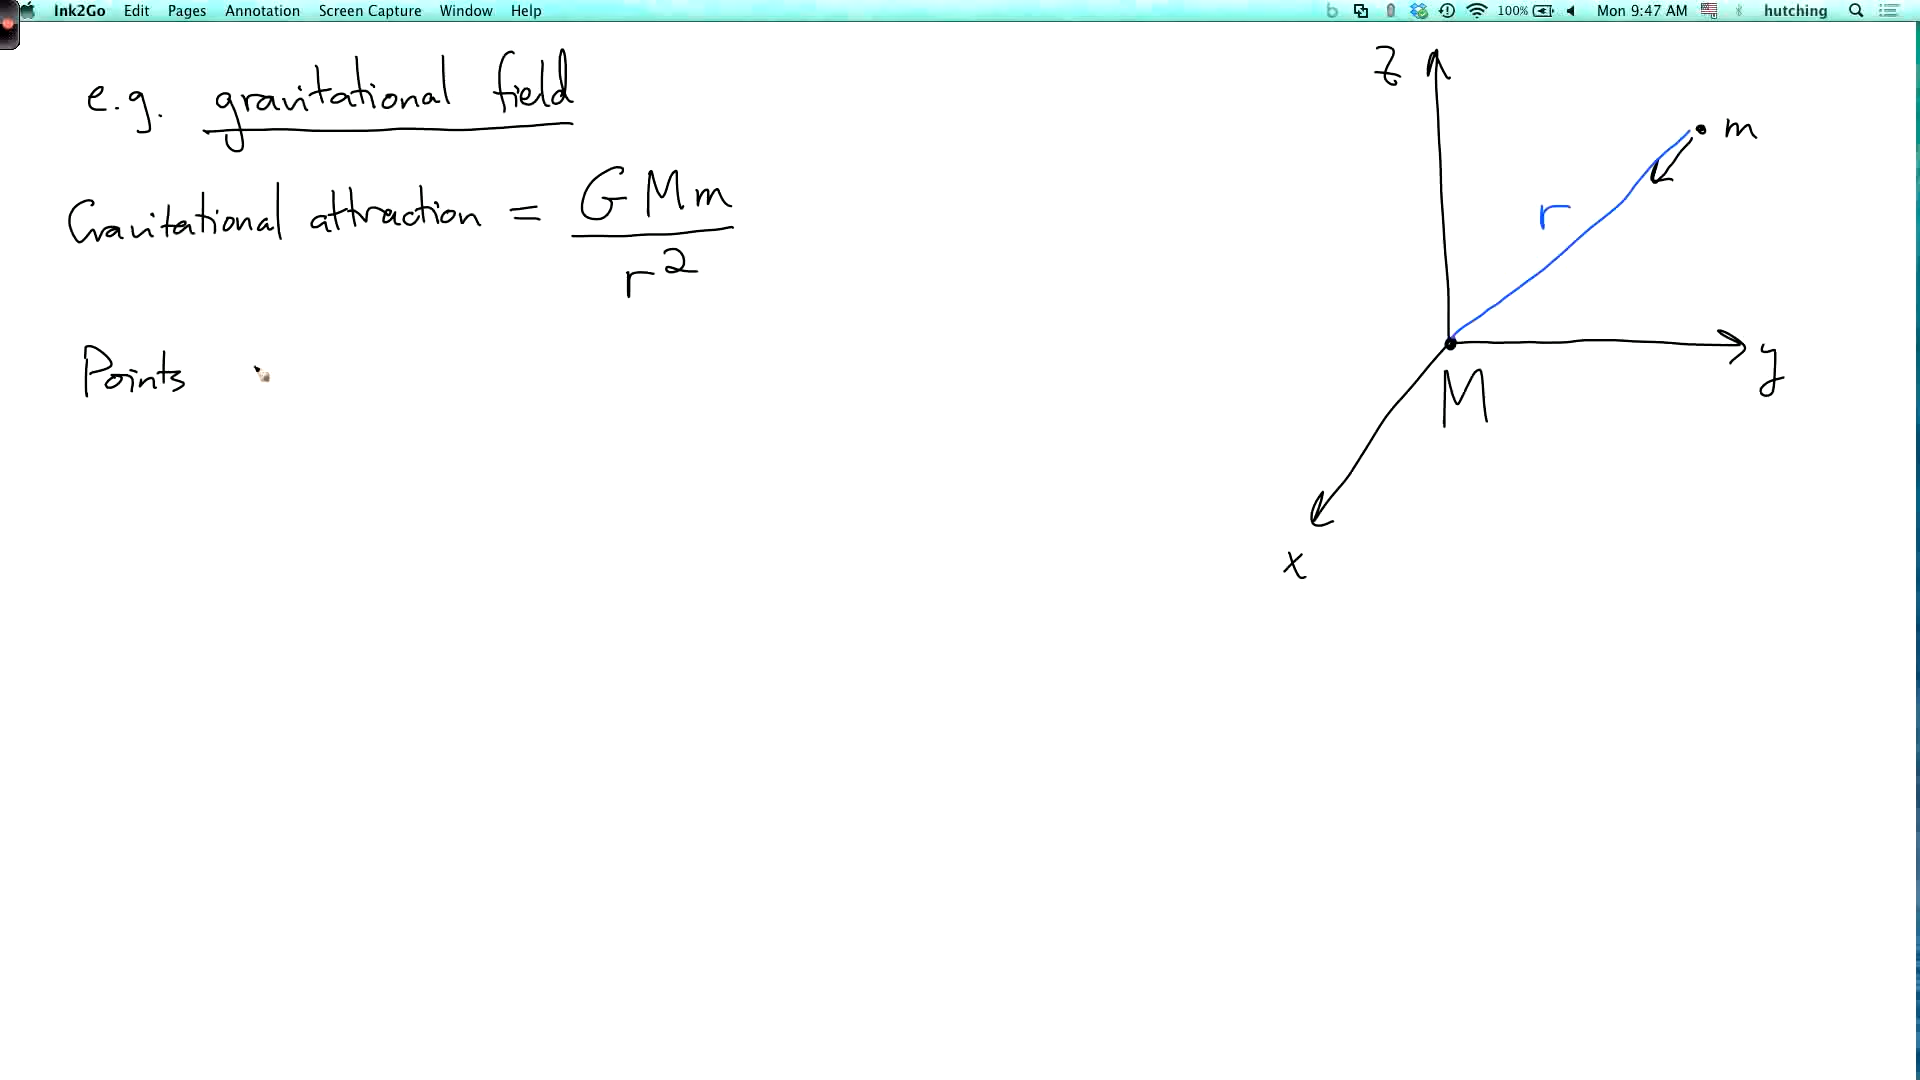 Ink2Go Edit Pages Annotation Screen Capture Window Help 100% Mon 9:47 AM hutching
e.g. gravitational field
Gravitational attraction = GMm / r²
Points
z
m
r
y
M
x